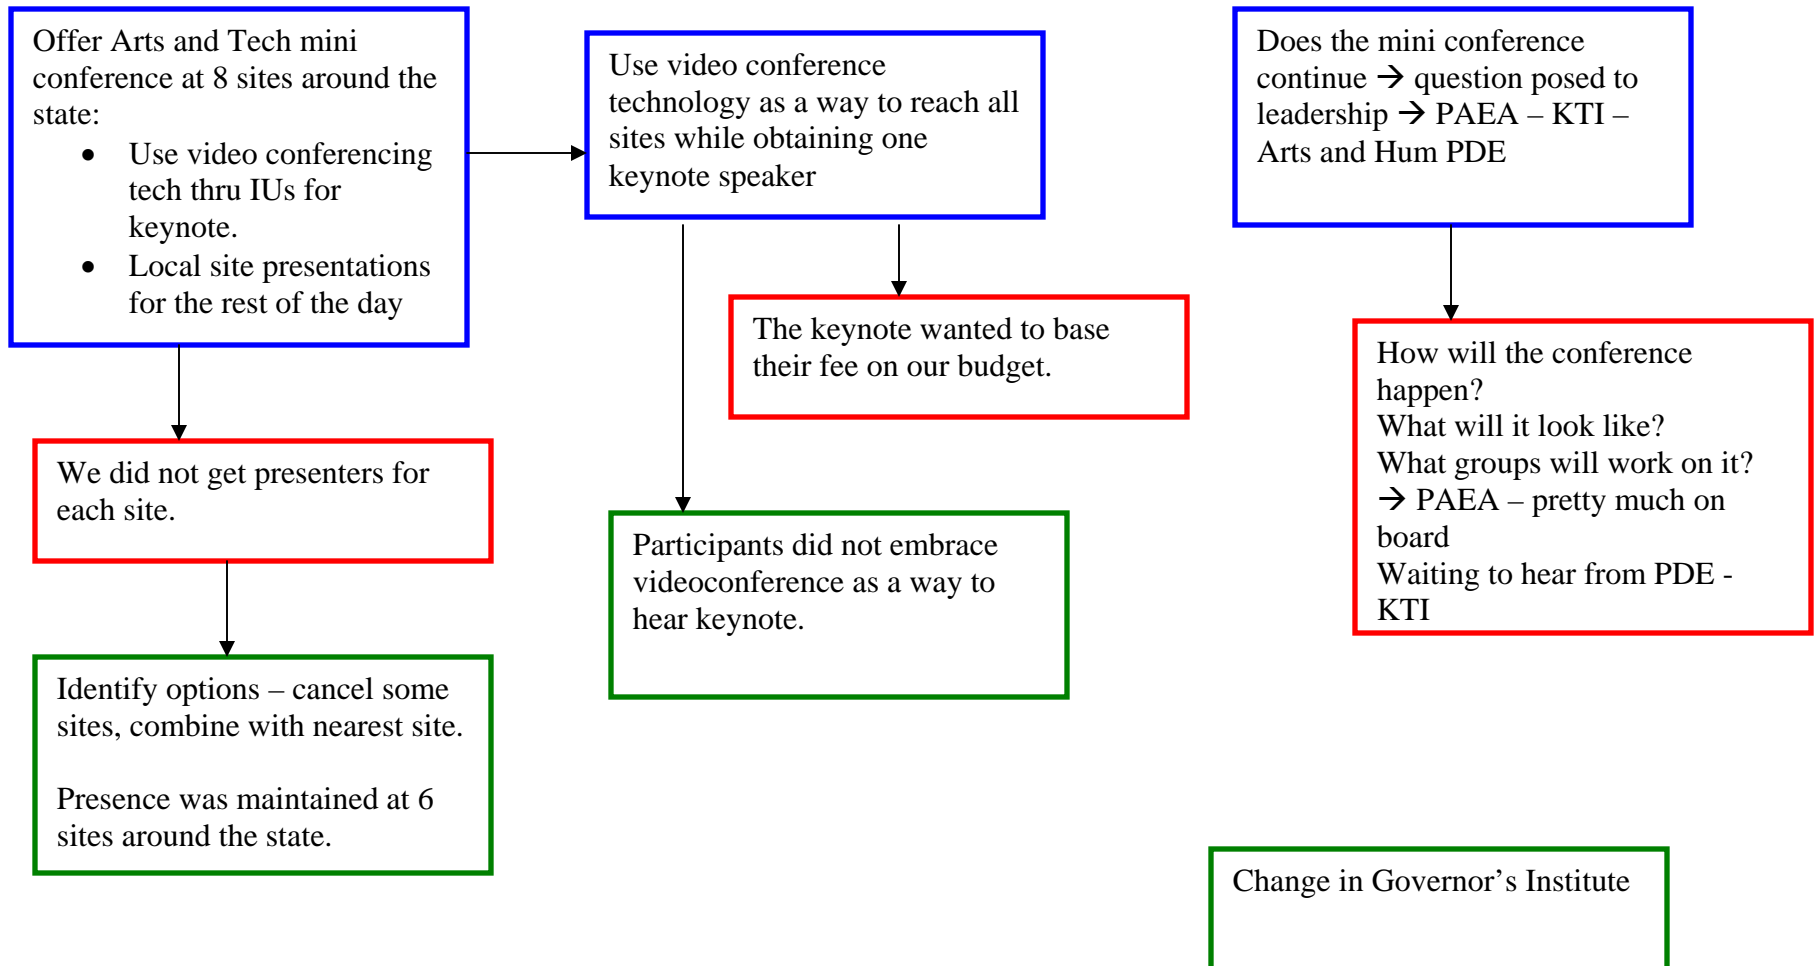 Offer Arts and Tech mini
conference at 8 sites around the
state:
• Use video conferencing
tech thru IUs for
keynote.
• Local site presentations
for the rest of the day
Use video conference
technology as a way to reach all
sites while obtaining one
keynote speaker
Does the mini conference
continue → question posed to
leadership → PAEA – KTI –
Arts and Hum PDE
The keynote wanted to base
their fee on our budget.
How will the conference
happen?
What will it look like?
What groups will work on it?
→ PAEA – pretty much on
board
Waiting to hear from PDE -
KTI
We did not get presenters for
each site.
Participants did not embrace
videoconference as a way to
hear keynote.
Identify options – cancel some
sites, combine with nearest site.
Presence was maintained at 6
sites around the state.
Change in Governor’s Institute